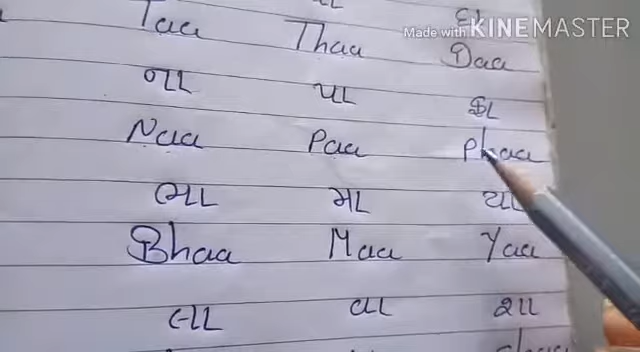 Made with KINEMASTER
Taa Thaa Daa
ના પા ફા
Naa Paa Phaa
ભા મા યા
Bhaa Maa Yaa
લા વા શા